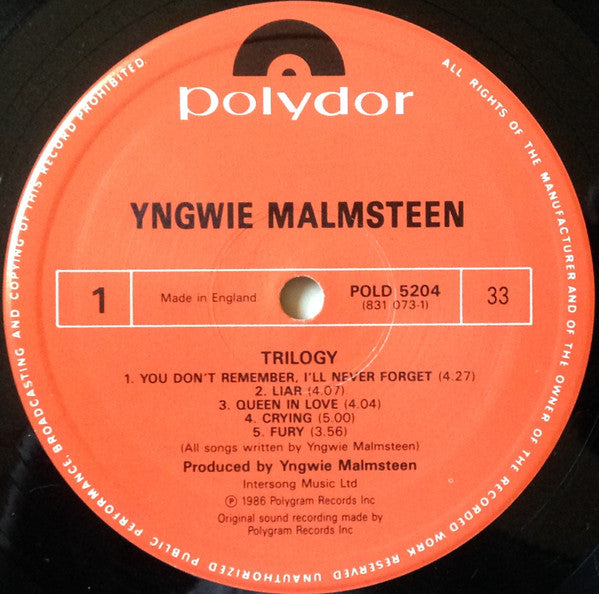 polydor
YNGWIE MALMSTEEN
1
Made in England
POLD 5204
(831 073-1)
33
TRILOGY
1. YOU DON'T REMEMBER, I'LL NEVER FORGET (4.27)
2. LIAR (4.07)
3. QUEEN IN LOVE (4.04)
4. CRYING (5.00)
5. FURY (3.56)
(All songs written by Yngwie Malmsteen)
Produced by Yngwie Malmsteen
Intersong Music Ltd
℗ 1986 Polygram Records Inc
Original sound recording made by
Polygram Records Inc
ALL RIGHTS OF THE MANUFACTURER AND OF THE OWNER OF THE RECORDED WORK RESERVED UNAUTHORIZED PUBLIC PERFORMANCE, BROADCASTING AND COPYING OF THIS RECORD PROHIBITED